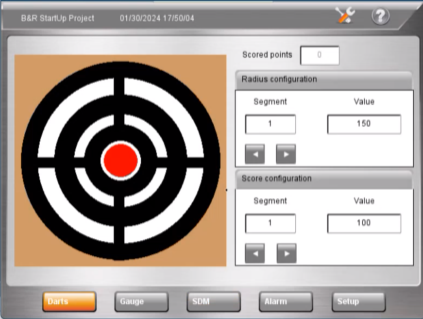 B&R StartUp Project 01/30/2024 17/50/04 ?
Scored points 0
Radius configuration
Segment Value
1 150
Score configuration
Segment Value
1 100
Darts Gauge SDM Alarm Setup